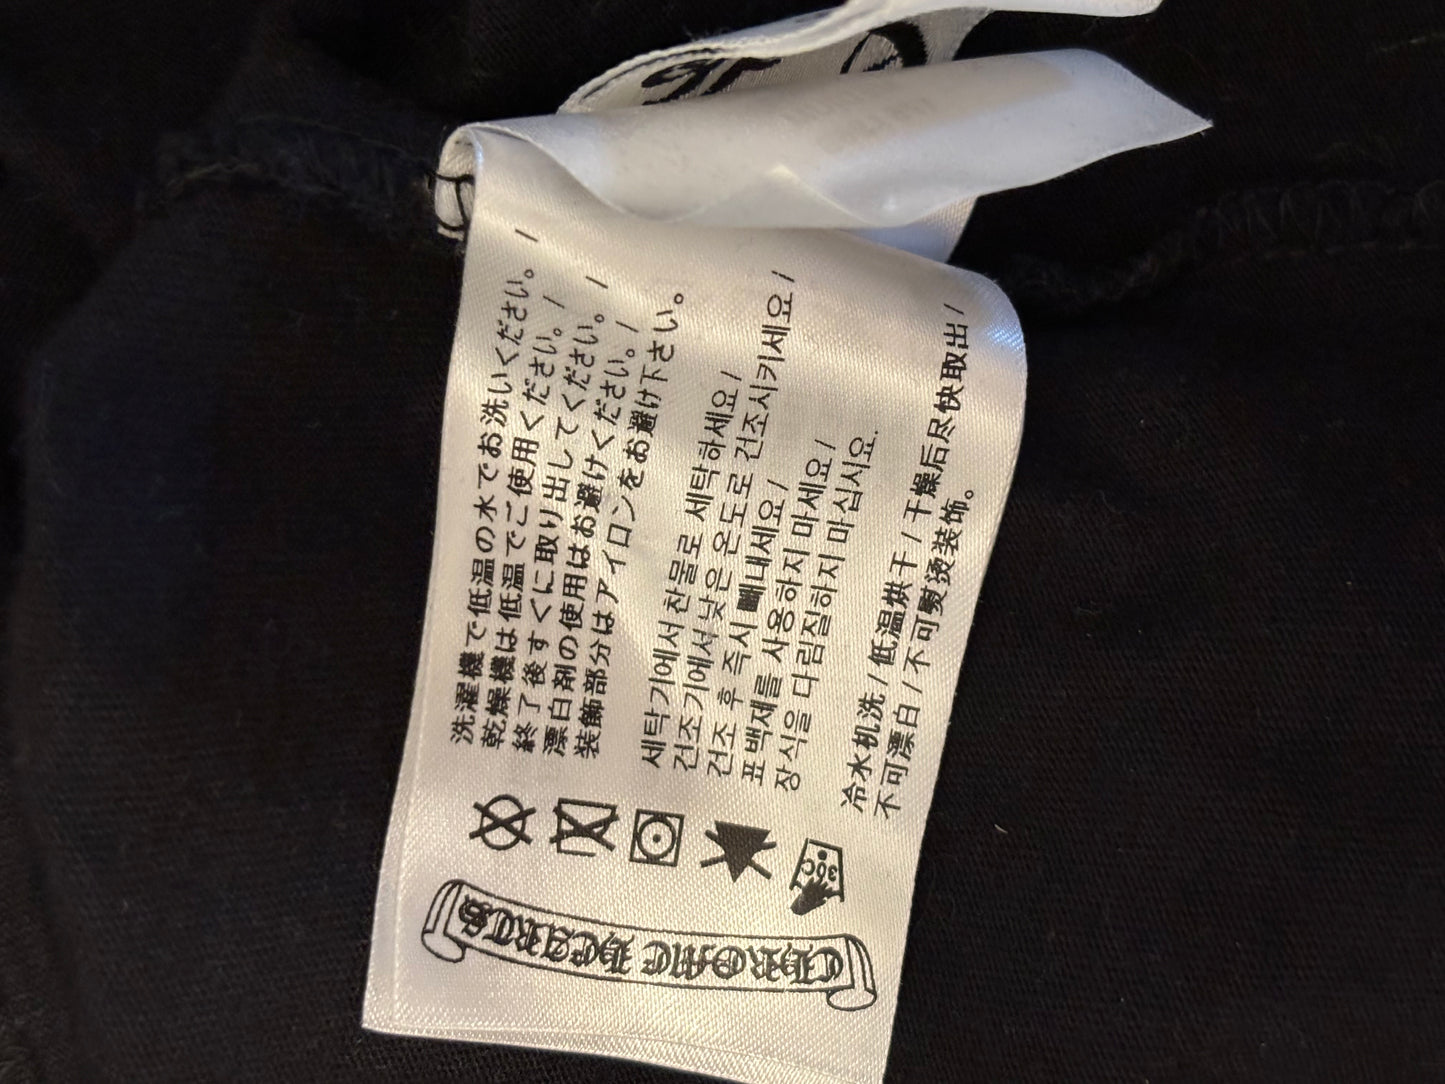 CHROME HEARTS
30C
洗濯機で低温の水でお洗いください。/
乾燥機は低温でご使用ください。/
終了後すぐに取り出してください。/
漂白剤の使用はお避けください。/
装飾部分はアイロンをお避け下さい。
세탁기에서 찬물로 세탁하세요 /
건조기에서 낮은 온도로 건조시키세요 /
건조 후 즉시 빼내세요 /
표백제를 사용하지 마세요 /
장식을 다림질하지 마십시요.
冷水机洗 / 低温烘干 / 干燥后尽快取出 /
不可漂白 / 不可熨烫装饰。